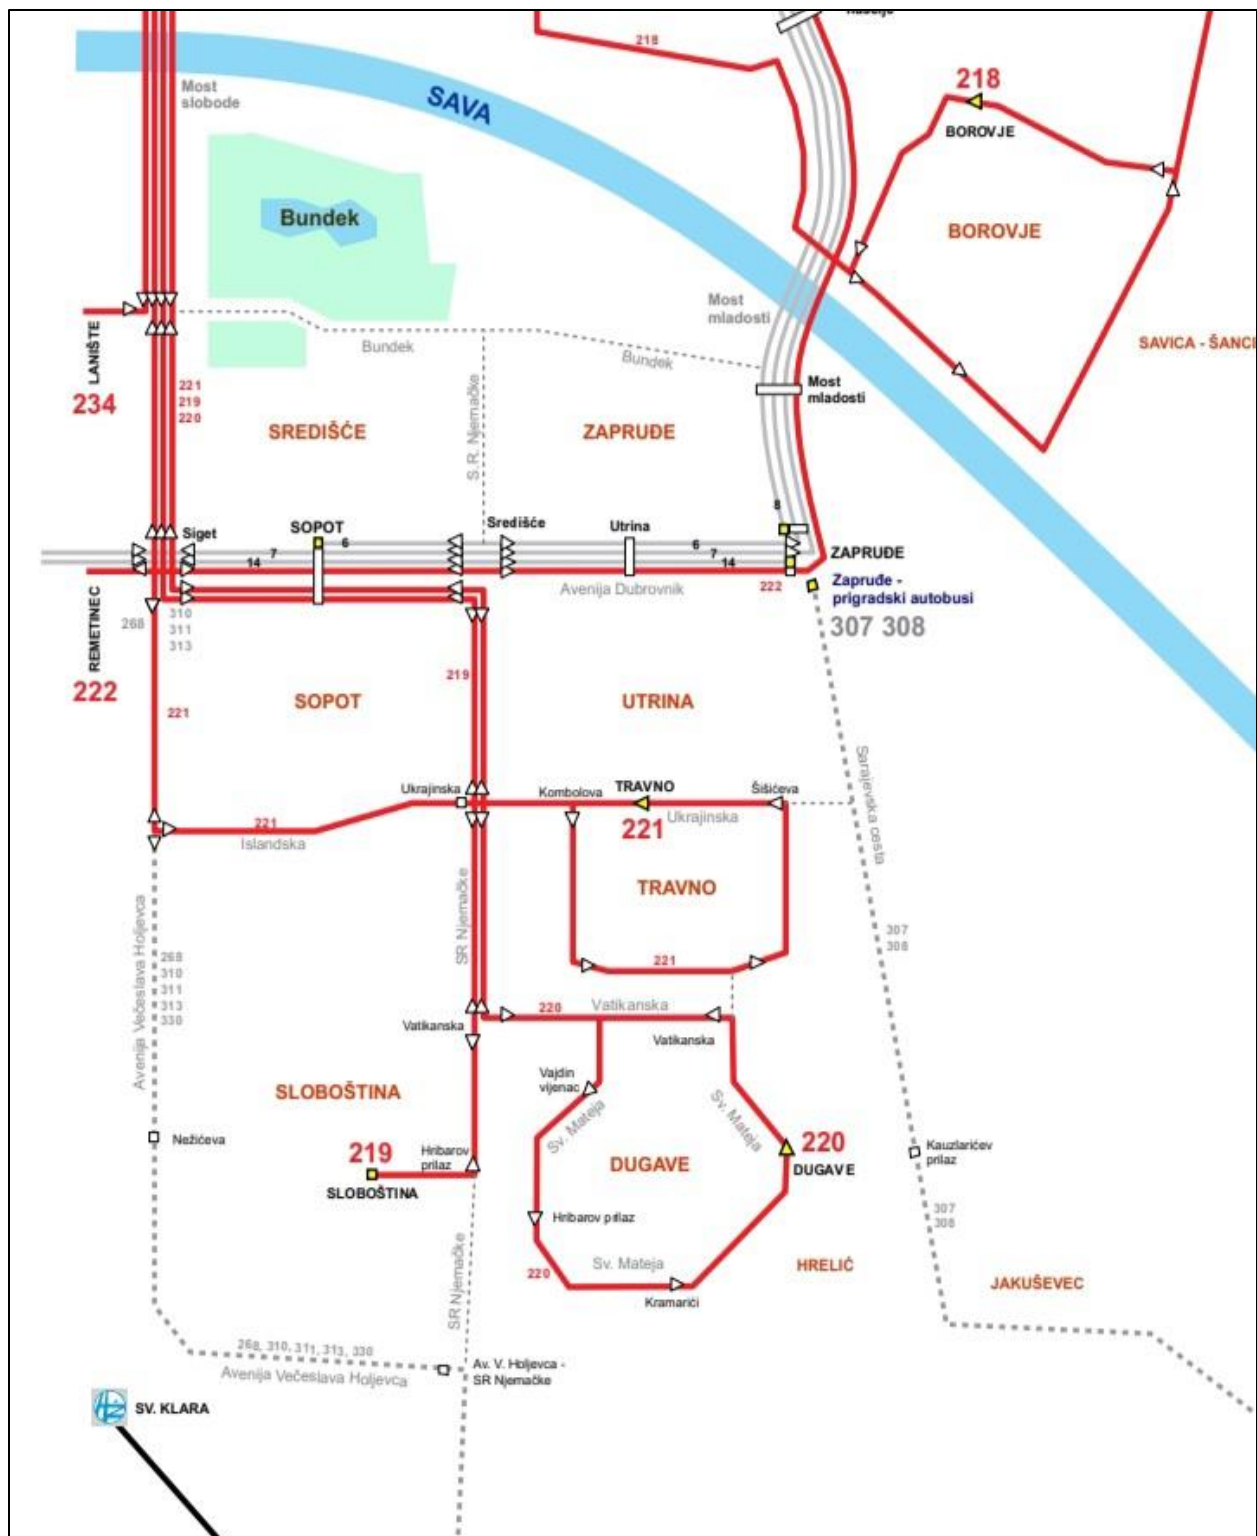 Kušelje
218
218
BOROVJE
SAVA
Most
slobode
Bundek
BOROVJE
Most
mladosti
SAVICA - ŠANCI
Bundek
Bundek
LANIŠTE
234
221
219
220
S.R. Njemačke
Most
mladosti
SREDIŠĆE
ZAPRUĐE
8
Siget
SOPOT
Središće
Utrina
6
7
14
6
7
14
ZAPRUĐE
Avenija Dubrovnik
222
Zapruđe -
prigradski autobusi
307 308
REMETINEC
222
268
310
311
313
219
221
SOPOT
UTRINA
Sarajevska cesta
Ukrajinska
Kombolova
TRAVNO
Šišićeva
221
Ukrajinska
221
Islandska
TRAVNO
SR Njemačke
Avenija Većeslava Holjevca
268
310
311
313
330
307
308
221
220
Vatikanska
Vatikanska
Vatikanska
Vajdin
vijenac
Sv. Mateja
Sv. Mateja
SLOBOŠTINA
Nežićeva
219
SLOBOŠTINA
Hribarov
prilaz
DUGAVE
220
DUGAVE
Kauzlarićev
prilaz
Hribarov prilaz
307
308
SR Njemačke
220
Sv. Mateja
Kramarići
HRELIĆ
JAKUŠEVEC
268, 310, 311, 313, 330
Avenija Većeslava Holjevca
Av. V. Holjevca -
SR Njemačke
SV. KLARA